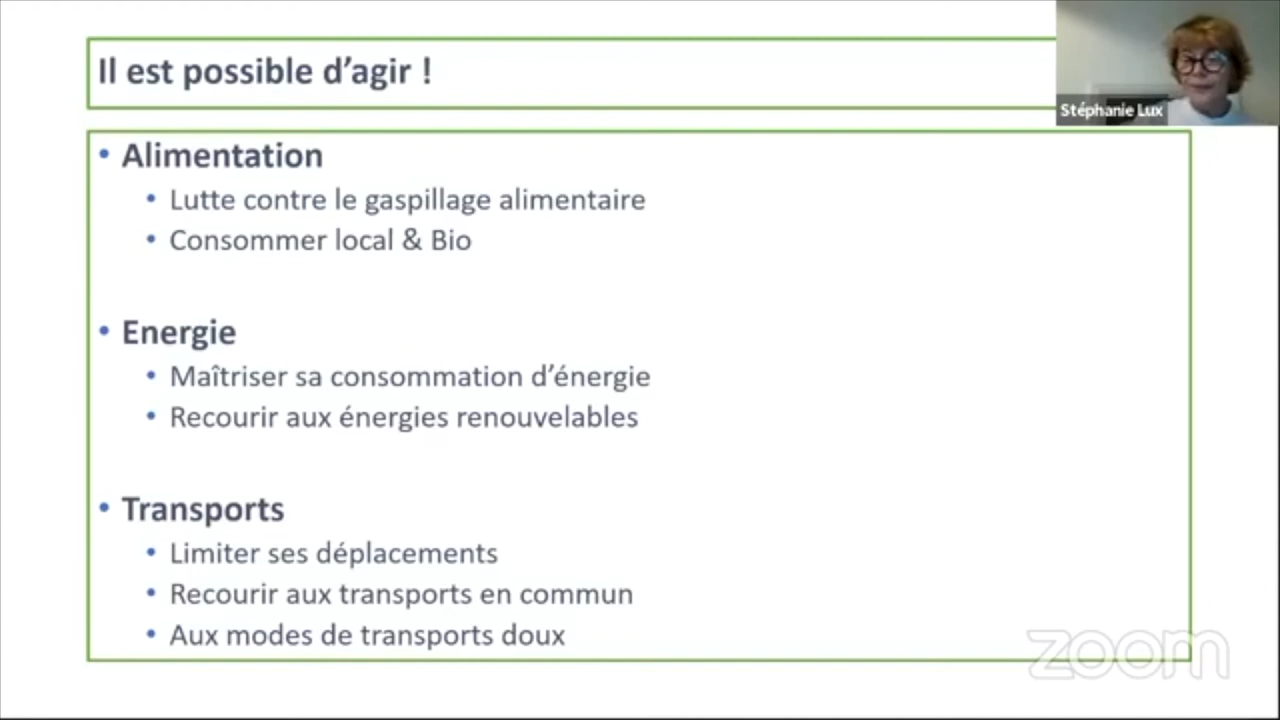 Il est possible d’agir !
Stéphanie Lux
• Alimentation
• Lutte contre le gaspillage alimentaire
• Consommer local & Bio
• Energie
• Maîtriser sa consommation d’énergie
• Recourir aux énergies renouvelables
• Transports
• Limiter ses déplacements
• Recourir aux transports en commun
• Aux modes de transports doux
zoom